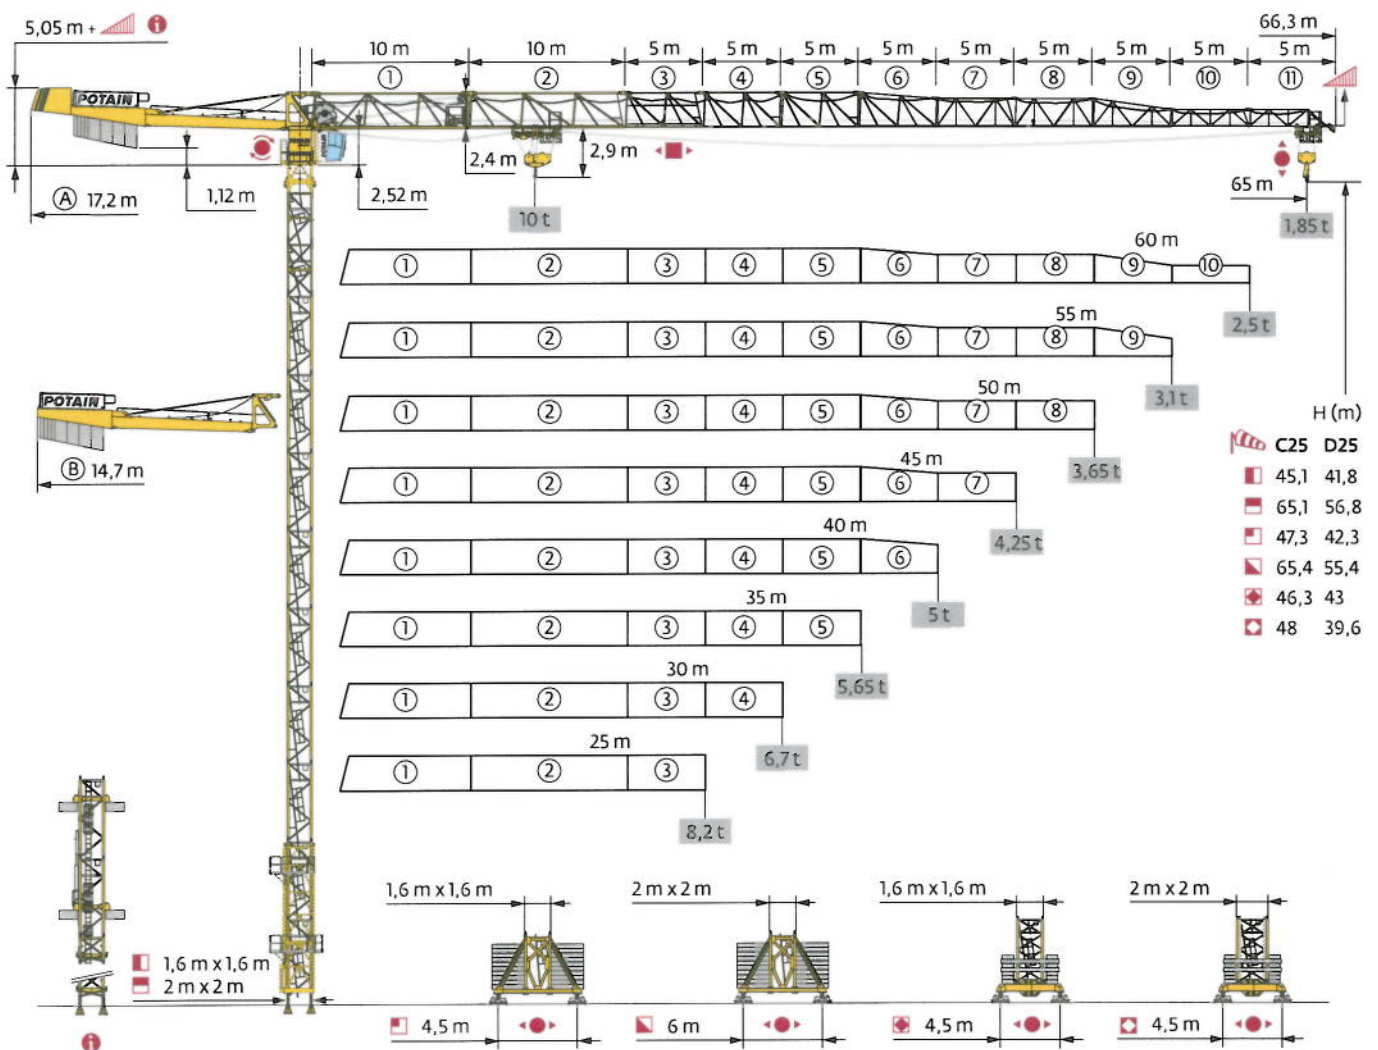 5,05 m + i
66,3 m
10 m 10 m 5 m 5 m 5 m 5 m 5 m 5 m 5 m 5 m 5 m
① ② ③ ④ ⑤ ⑥ ⑦ ⑧ ⑨ ⑩ ⑪
POTAIN
2,4 m
2,9 m
Ⓐ 17,2 m
1,12 m
2,52 m
65 m
10 t
1,85 t
60 m
① ② ③ ④ ⑤ ⑥ ⑦ ⑧ ⑨ ⑩
2,5 t
55 m
① ② ③ ④ ⑤ ⑥ ⑦ ⑧ ⑨
3,1 t
POTAIN
Ⓑ 14,7 m
50 m
① ② ③ ④ ⑤ ⑥ ⑦ ⑧
3,65 t
45 m
① ② ③ ④ ⑤ ⑥ ⑦
4,25 t
40 m
① ② ③ ④ ⑤ ⑥
5 t
35 m
① ② ③ ④ ⑤
5,65 t
30 m
① ② ③ ④
6,7 t
25 m
① ② ③
8,2 t
H (m)
C25 D25
45,1 41,8
65,1 56,8
47,3 42,3
65,4 55,4
46,3 43
48 39,6
1,6 m x 1,6 m
2 m x 2 m
i
1,6 m x 1,6 m
4,5 m
2 m x 2 m
6 m
1,6 m x 1,6 m
4,5 m
2 m x 2 m
4,5 m